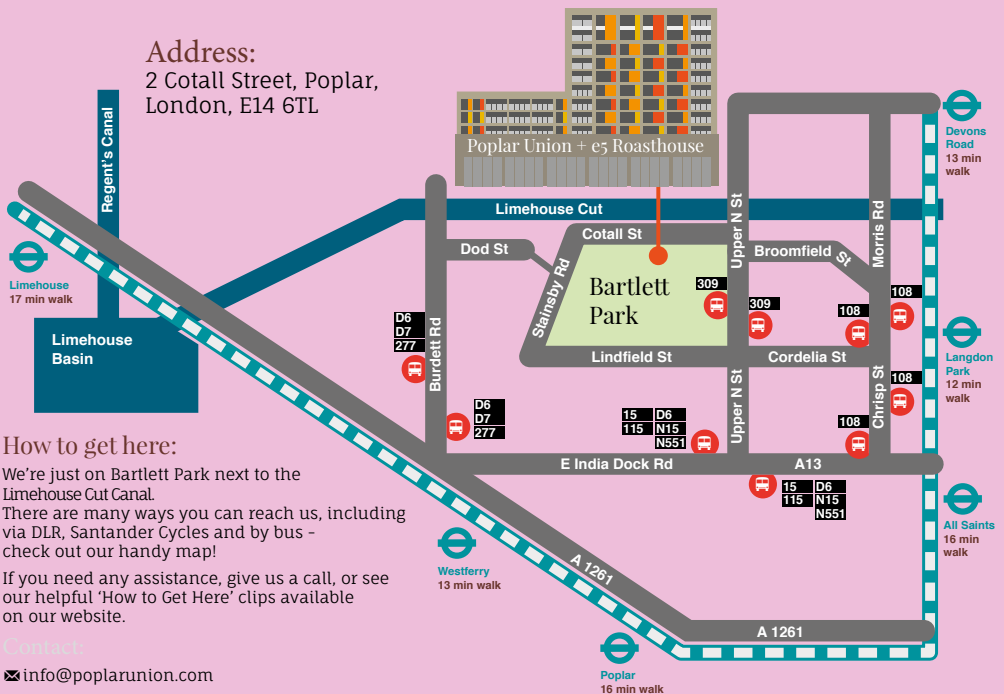 Address:
2 Cotall Street, Poplar,
London, E14 6TL
Poplar Union + e5 Roasthouse
Regent's Canal
Limehouse Cut
Devons
Road
13 min
walk
Cotall St
Dod St
Upper N St
Broomfield St
Morris Rd
Stainsby Rd
Bartlett
Park
Limehouse
17 min walk
309
309
108
108
D6
D7
277
Burdett Rd
Limehouse
Basin
Lindfield St
Cordelia St
Langdon
Park
12 min
walk
Chrisp St
108
108
D6
D7
277
15 D6
115 N15
N551
Upper N St
E India Dock Rd
A13
15 D6
115 N15
N551
All Saints
16 min
walk
How to get here:
We're just on Bartlett Park next to the
Limehouse Cut Canal.
There are many ways you can reach us, including
via DLR, Santander Cycles and by bus -
check out our handy map!
If you need any assistance, give us a call, or see
our helpful 'How to Get Here' clips available
on our website.
Contact:
info@poplarunion.com
Westferry
13 min walk
A 1261
A 1261
Poplar
16 min walk